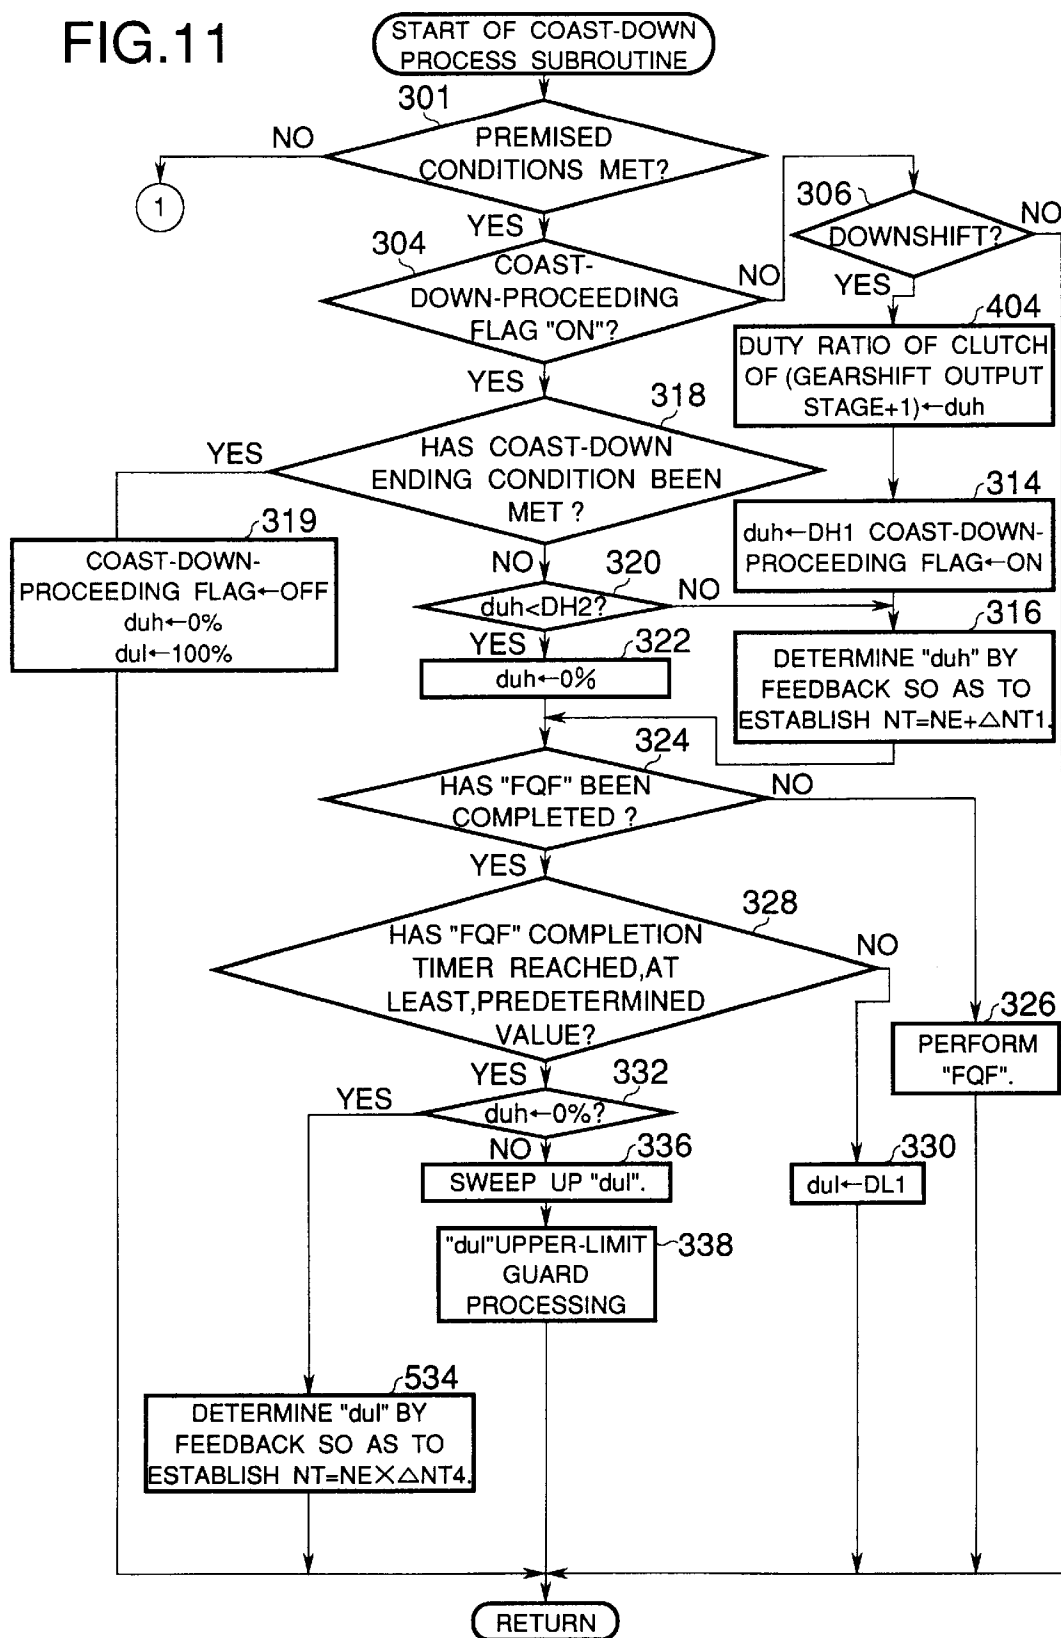 FIG.11
START OF COAST-DOWN
PROCESS SUBROUTINE
301
PREMISED
CONDITIONS MET?
NO
1
YES
304
COAST-
DOWN-PROCEEDING
FLAG "ON"?
NO
306
DOWNSHIFT?
NO
YES
404
DUTY RATIO OF CLUTCH
OF (GEARSHIFT OUTPUT
STAGE+1)←duh
YES
318
HAS COAST-DOWN
ENDING CONDITION BEEN
MET ?
YES
314
duh←DH1 COAST-DOWN-
PROCEEDING FLAG←ON
319
COAST-DOWN-
PROCEEDING FLAG←OFF
duh←0%
dul←100%
NO
320
duh<DH2?
NO
YES
322
duh←0%
316
DETERMINE "duh" BY
FEEDBACK SO AS TO
ESTABLISH NT=NE+△NT1.
324
HAS "FQF" BEEN
COMPLETED ?
NO
YES
328
HAS "FQF" COMPLETION
TIMER REACHED,AT
LEAST,PREDETERMINED
VALUE?
NO
326
PERFORM
"FQF".
YES
332
duh←0%?
YES
NO
336
SWEEP UP "dul".
330
dul←DL1
"dul"UPPER-LIMIT
GUARD
PROCESSING
338
534
DETERMINE "dul" BY
FEEDBACK SO AS TO
ESTABLISH NT=NE×△NT4.
RETURN